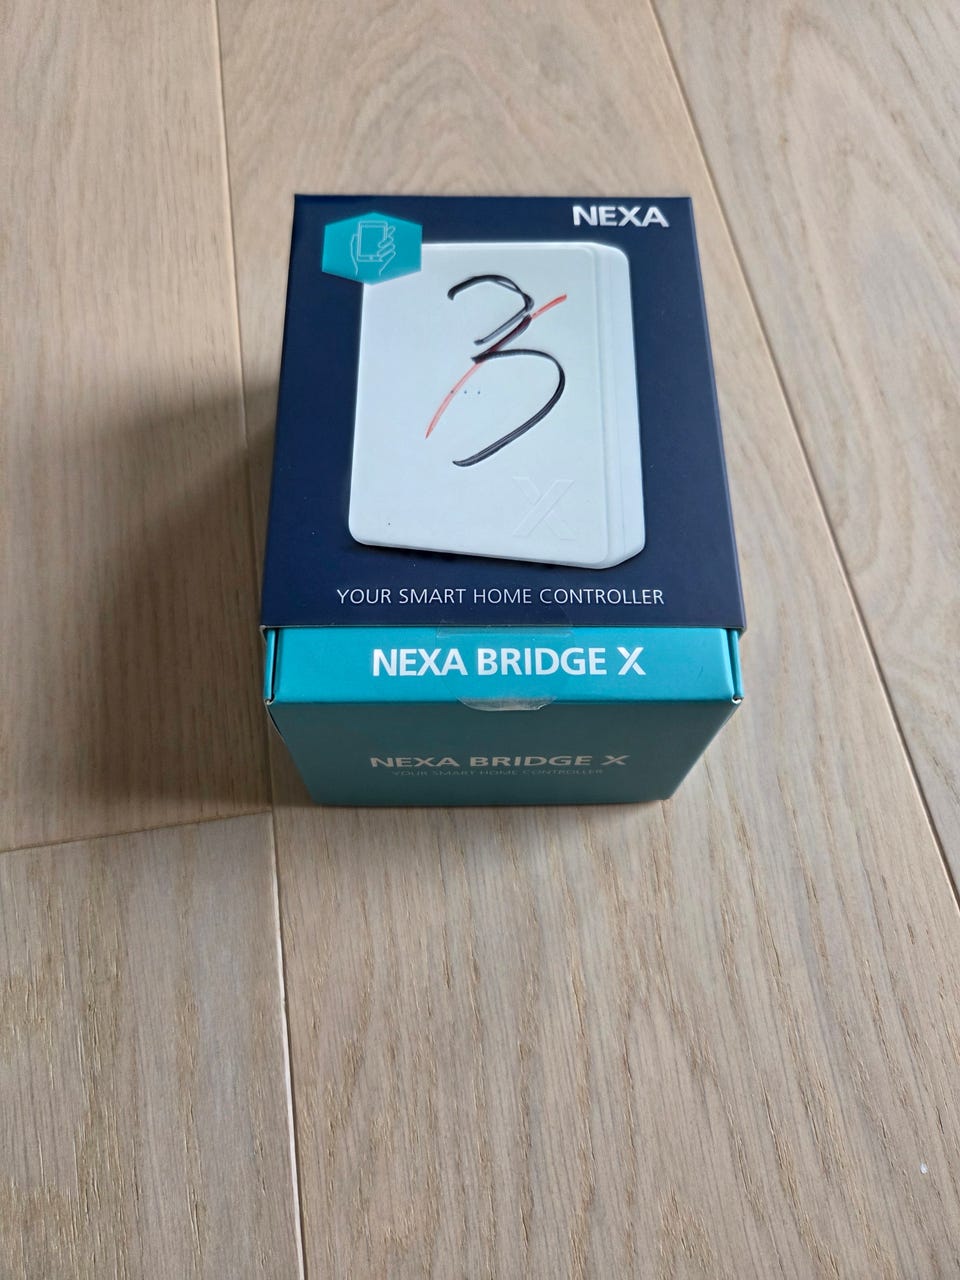 NEXA
3
X
YOUR SMART HOME CONTROLLER
NEXA BRIDGE X
NEXA BRIDGE X
YOUR SMART HOME CONTROLLER